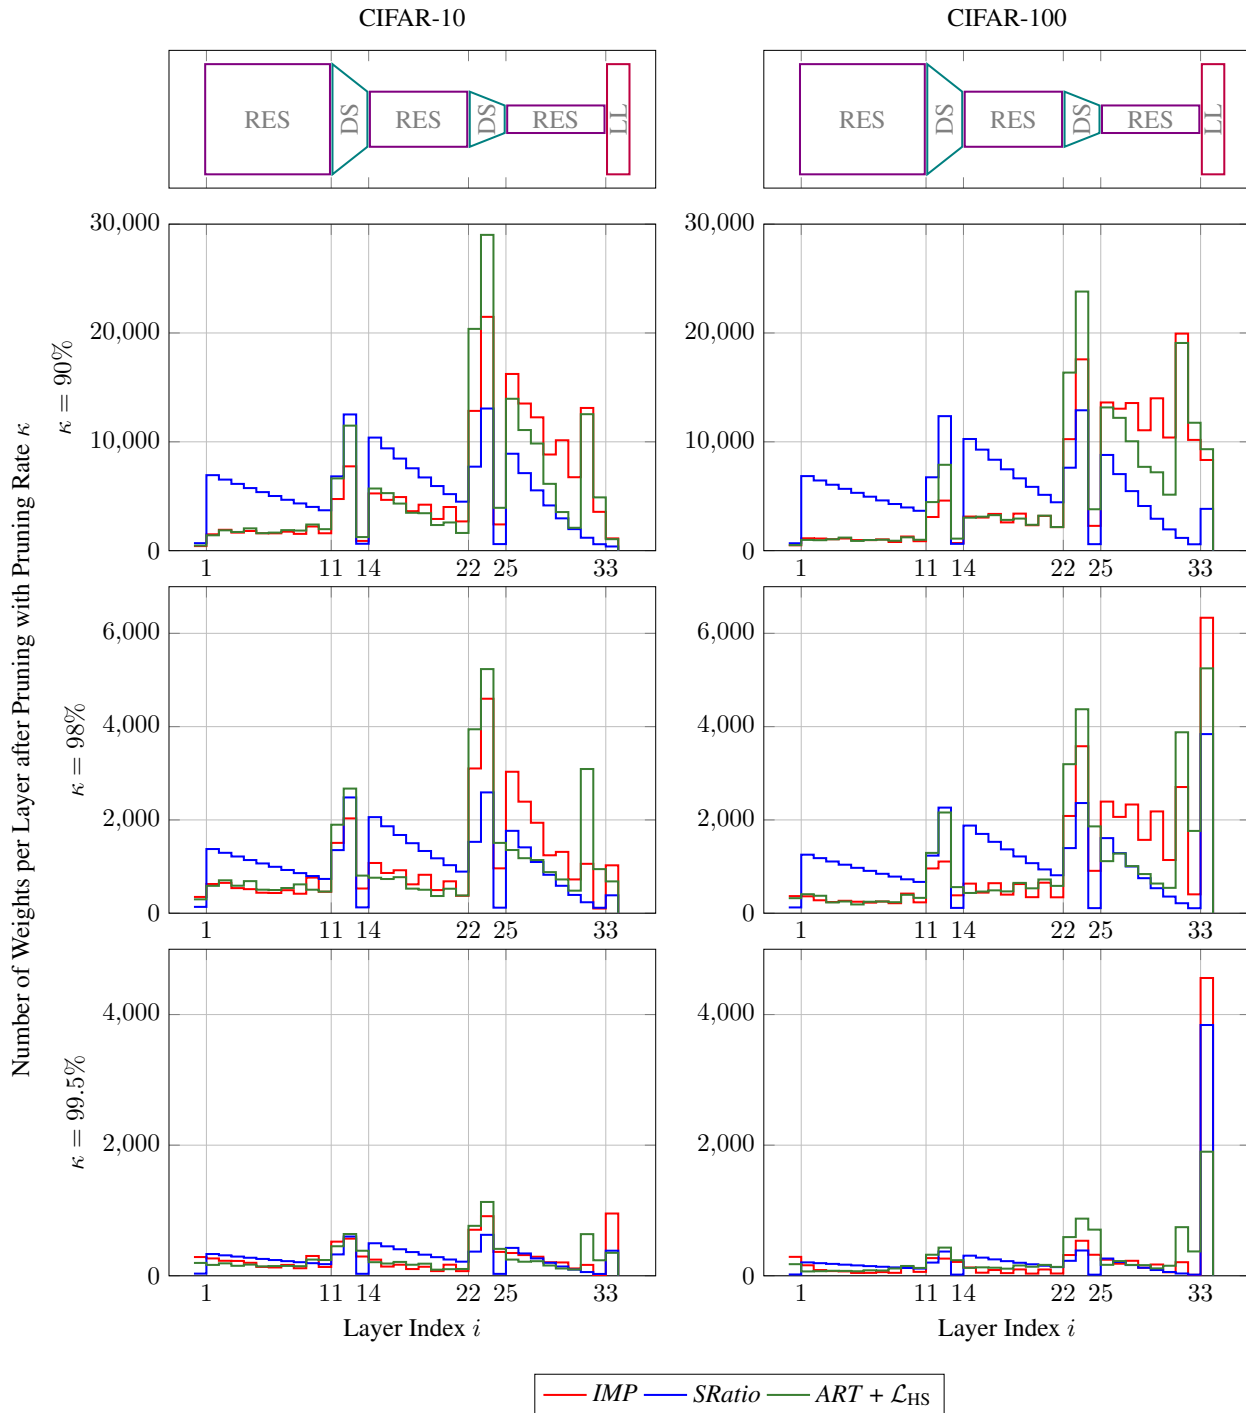 CIFAR-10
CIFAR-100
RES
DS
RES
DS
RES
LL
RES
DS
RES
DS
RES
LL
Number of Weights per Layer after Pruning with Pruning Rate κ
κ = 90%
30,000
20,000
10,000
0
1 11 14 22 25 33
30,000
20,000
10,000
0
1 11 14 22 25 33
κ = 98%
6,000
4,000
2,000
0
1 11 14 22 25 33
6,000
4,000
2,000
0
1 11 14 22 25 33
κ = 99.5%
4,000
2,000
0
1 11 14 22 25 33
Layer Index i
4,000
2,000
0
1 11 14 22 25 33
Layer Index i
IMP SRatio ART + ℒ_HS